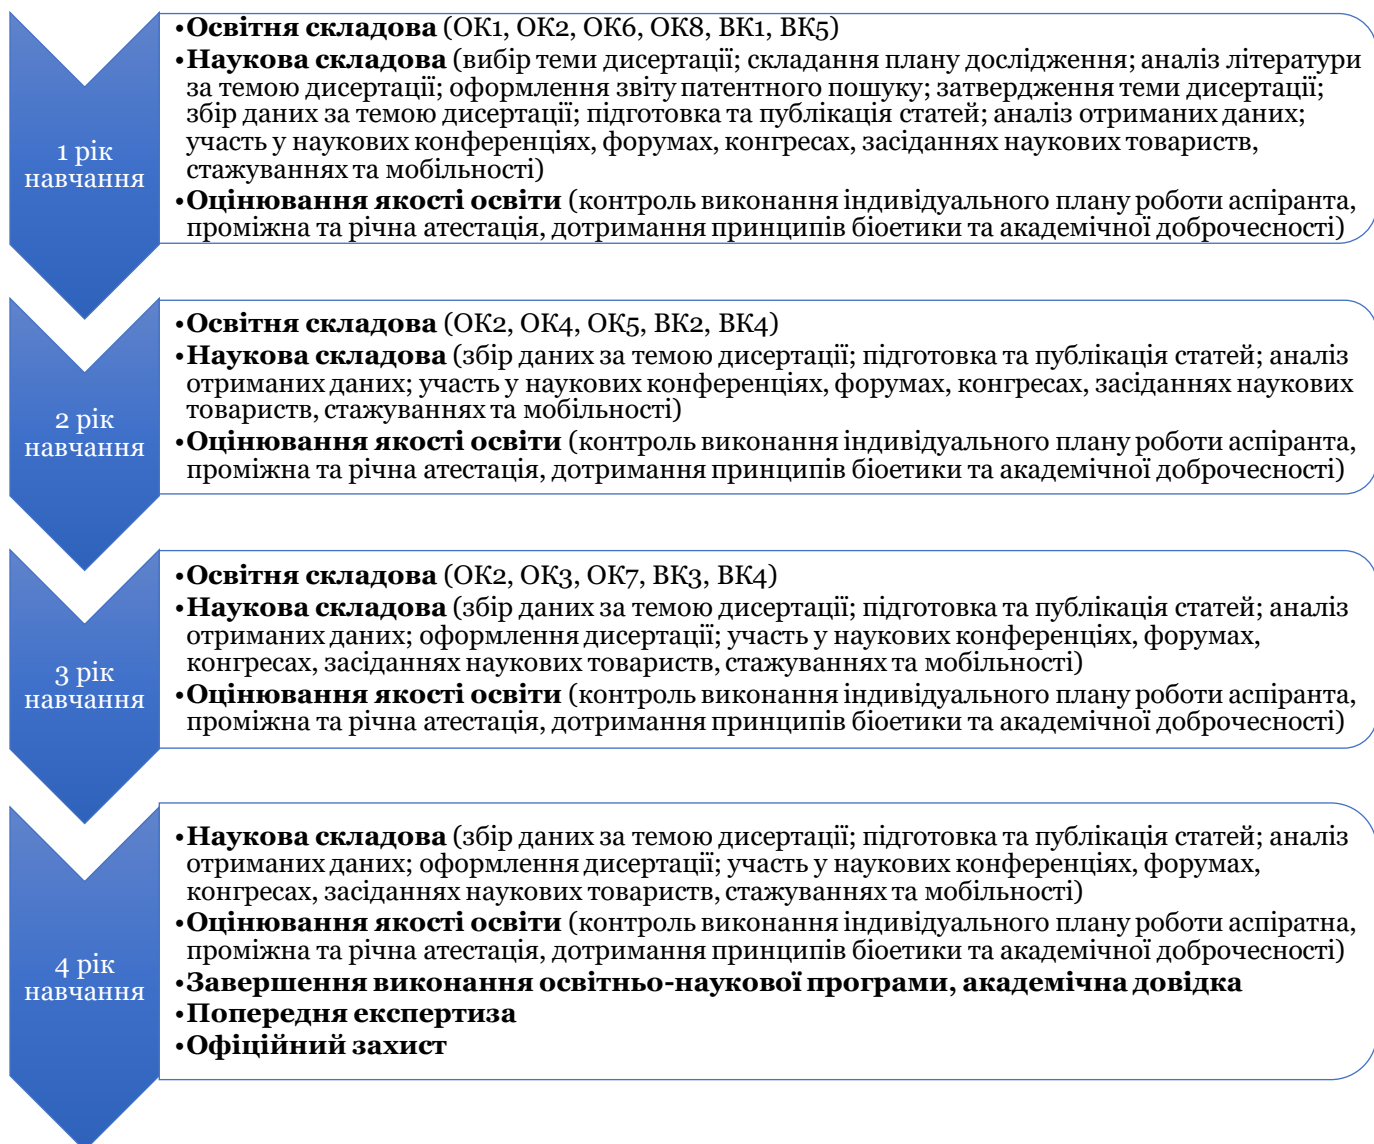 1 рік
навчання
•Освітня складова (ОК1, ОК2, ОК6, ОК8, ВК1, ВК5)
•Наукова складова (вибір теми дисертації; складання плану дослідження; аналіз літератури
за темою дисертації; оформлення звіту патентного пошуку; затвердження теми дисертації;
збір даних за темою дисертації; підготовка та публікація статей; аналіз отриманих даних;
участь у наукових конференціях, форумах, конгресах, засіданнях наукових товариств,
стажуваннях та мобільності)
•Оцінювання якості освіти (контроль виконання індивідуального плану роботи аспіранта,
проміжна та річна атестація, дотримання принципів біоетики та академічної доброчесності)
2 рік
навчання
•Освітня складова (ОК2, ОК4, ОК5, ВК2, ВК4)
•Наукова складова (збір даних за темою дисертації; підготовка та публікація статей; аналіз
отриманих даних; участь у наукових конференціях, форумах, конгресах, засіданнях наукових
товариств, стажуваннях та мобільності)
•Оцінювання якості освіти (контроль виконання індивідуального плану роботи аспіранта,
проміжна та річна атестація, дотримання принципів біоетики та академічної доброчесності)
3 рік
навчання
•Освітня складова (ОК2, ОК3, ОК7, ВК3, ВК4)
•Наукова складова (збір даних за темою дисертації; підготовка та публікація статей; аналіз
отриманих даних; оформлення дисертації; участь у наукових конференціях, форумах,
конгресах, засіданнях наукових товариств, стажуваннях та мобільності)
•Оцінювання якості освіти (контроль виконання індивідуального плану роботи аспіранта,
проміжна та річна атестація, дотримання принципів біоетики та академічної доброчесності)
4 рік
навчання
•Наукова складова (збір даних за темою дисертації; підготовка та публікація статей; аналіз
отриманих даних; оформлення дисертації; участь у наукових конференціях, форумах,
конгресах, засіданнях наукових товариств, стажуваннях та мобільності)
•Оцінювання якості освіти (контроль виконання індивідуального плану роботи аспіратна,
проміжна та річна атестація, дотримання принципів біоетики та академічної доброчесності)
•Завершення виконання освітньо-наукової програми, академічна довідка
•Попередня експертиза
•Офіційний захист